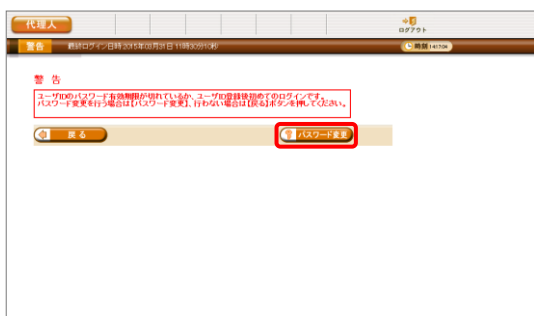 代理人
ログアウト
警告 最終ログイン日時:2015年03月31日 11時30分10秒
時刻 14:17:04
警 告
ユーザIDのパスワード有効期限が切れているか、ユーザID登録後初めてのログインです。
パスワード変更を行う場合は【パスワード変更】、行わない場合は【戻る】ボタンを押してください。
戻 る
パスワード変更